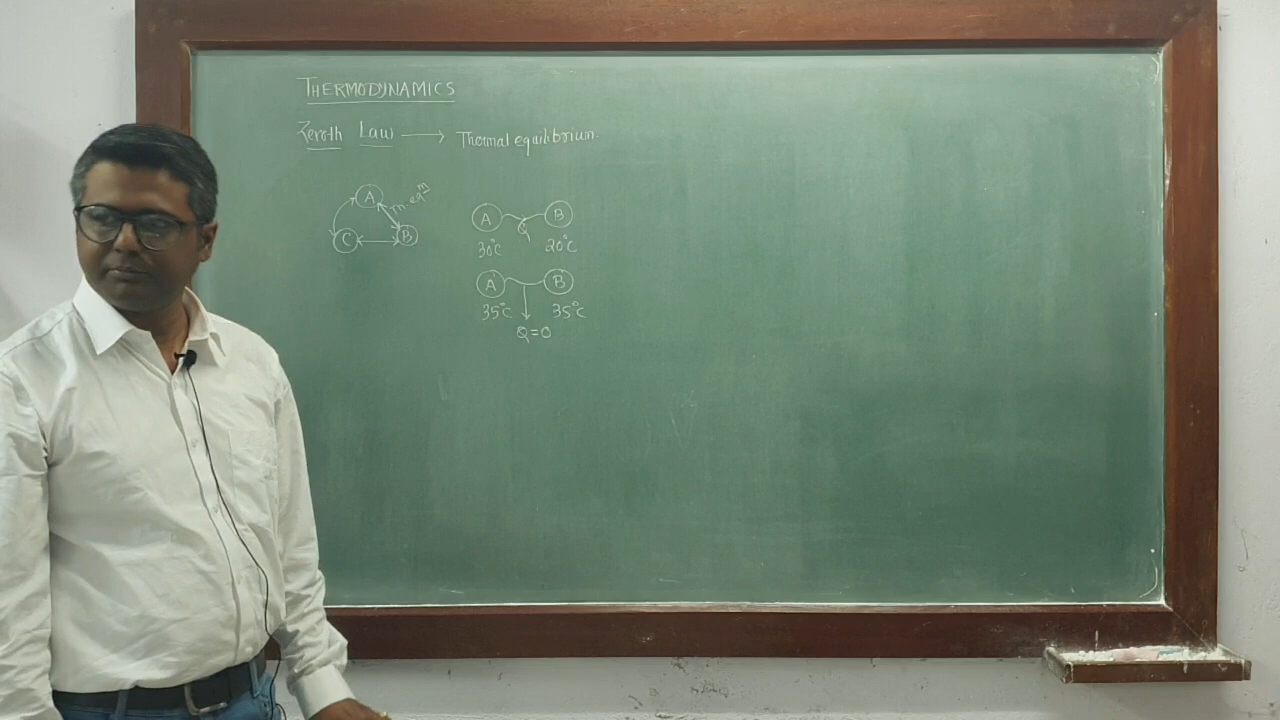 THERMODYNAMICS
Zeroth Law → Thermal equilibrium.
A
C B
A Q B
30°C 20°C
A B
35°C 35°C
Q=0